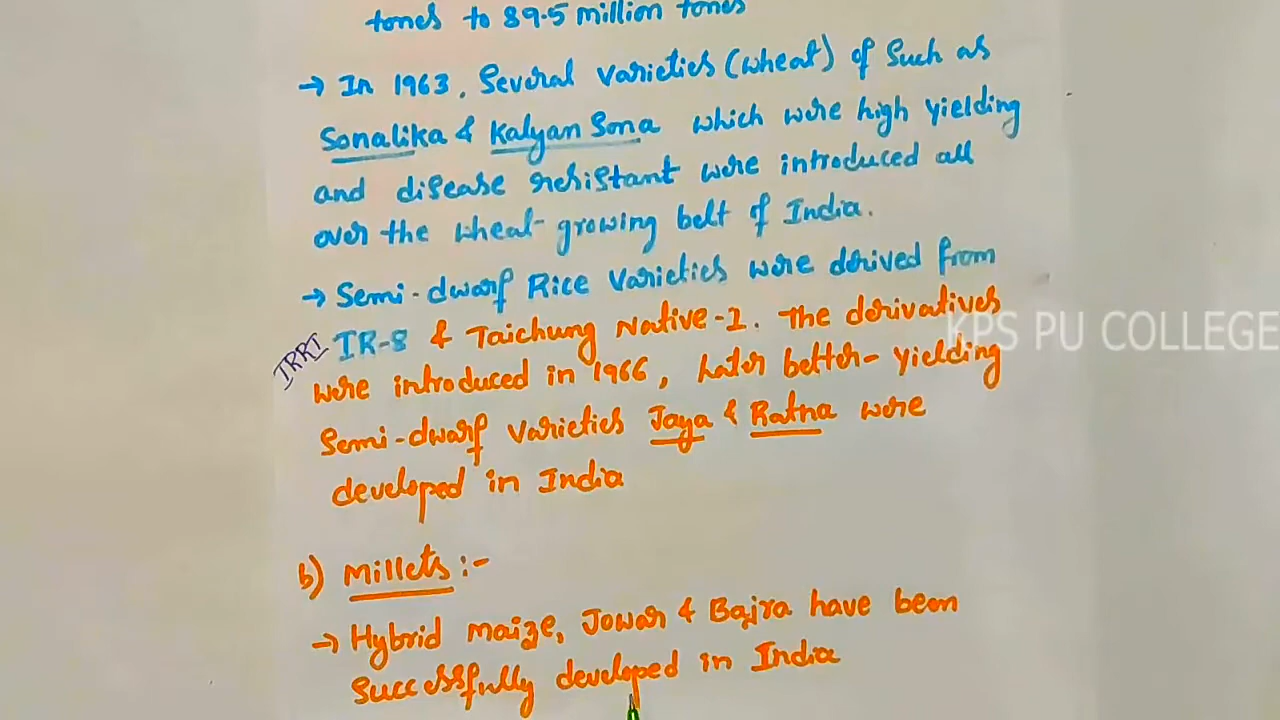 tones to 89.5 million tones
→ In 1963, Several varieties (wheat) of Such as
Sonalika & Kalyan Sona which were high yielding
and disease resistant were introduced all
over the wheat-growing belt of India.
→ Semi-dwarf Rice varieties were derived from
IRRI IR-8 & Taichung Native-1. The derivatives
were introduced in 1966, Later better-yielding
Semi-dwarf varieties Jaya & Ratna were
developed in India
b) Millets:-
→ Hybrid maize, Jowar & Bajra have been
Successfully developed in India
KPS PU COLLEGE